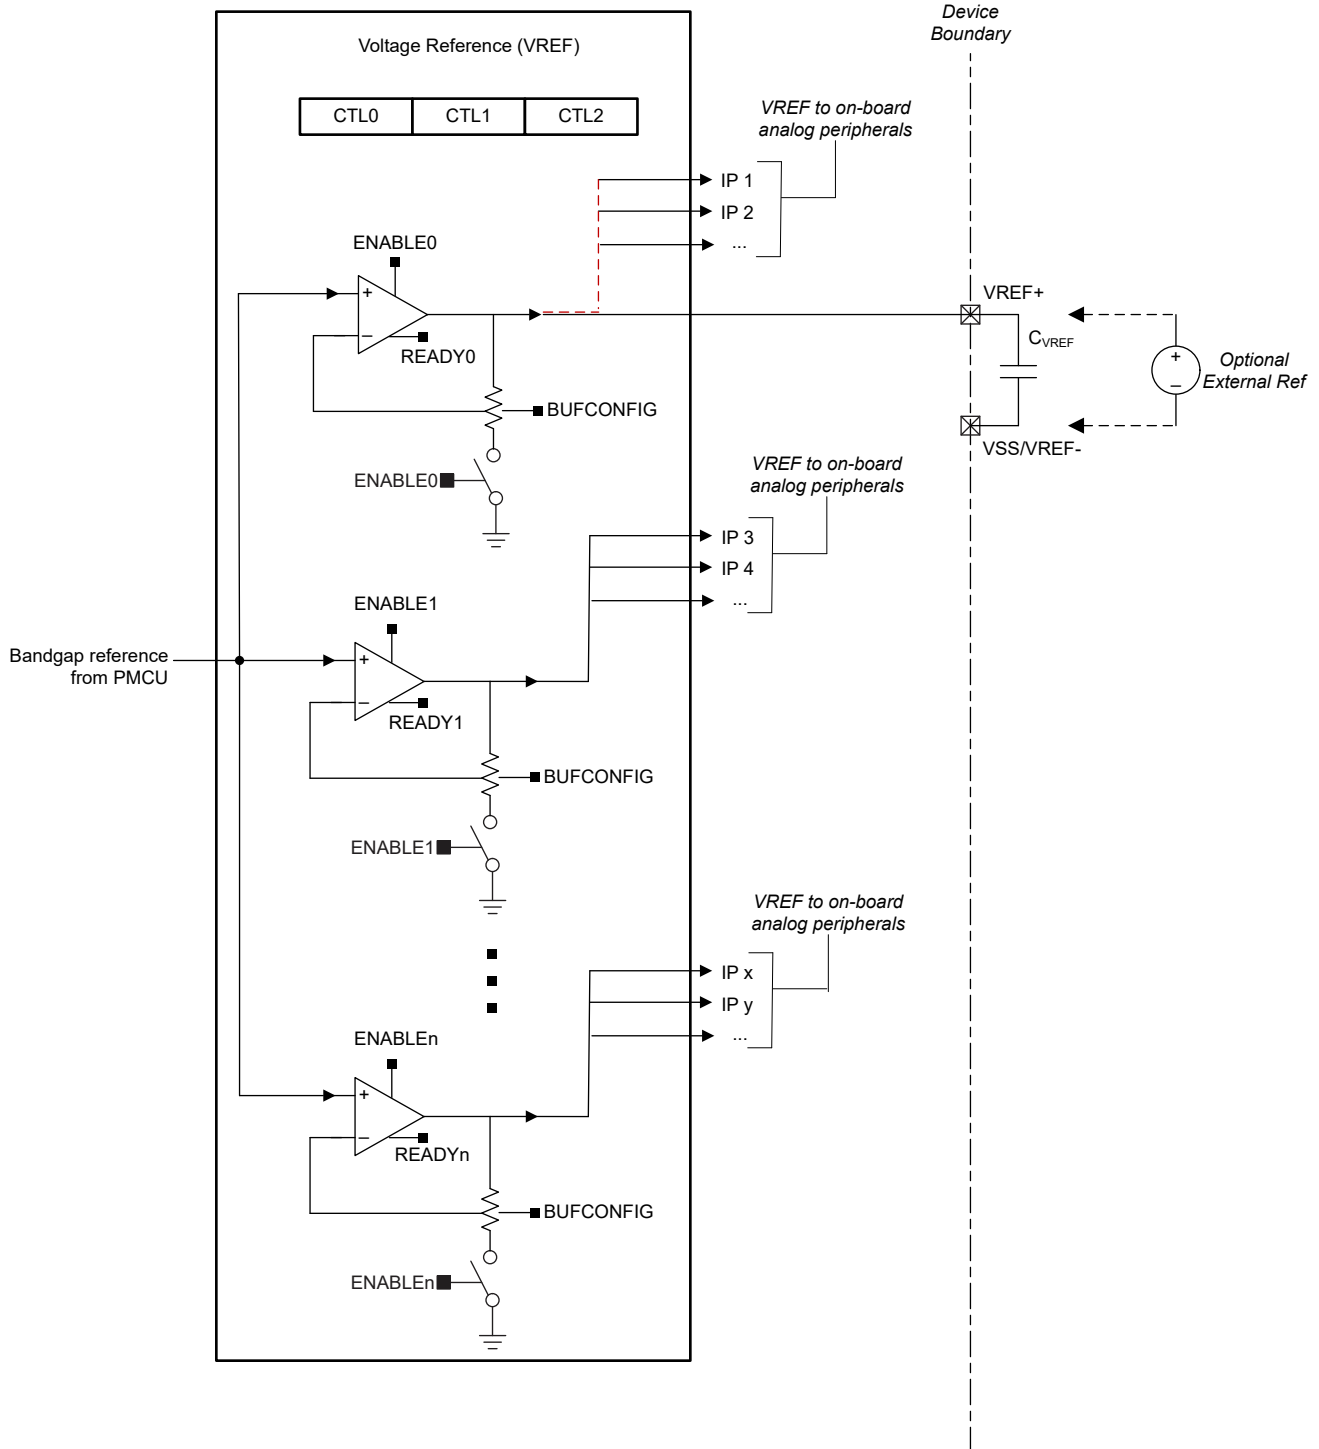 Device
Boundary
Voltage Reference (VREF)
CTL0 CTL1 CTL2
VREF to on-board
analog peripherals
IP 1
IP 2
...
ENABLE0
+
–
READY0
BUFCONFIG
ENABLE0
VREF+
CVREF
VSS/VREF-
+
–
Optional
External Ref
VREF to on-board
analog peripherals
IP 3
IP 4
...
ENABLE1
Bandgap reference
from PMCU
+
–
READY1
BUFCONFIG
ENABLE1
VREF to on-board
analog peripherals
IP x
IP y
...
ENABLEn
+
–
READYn
BUFCONFIG
ENABLEn